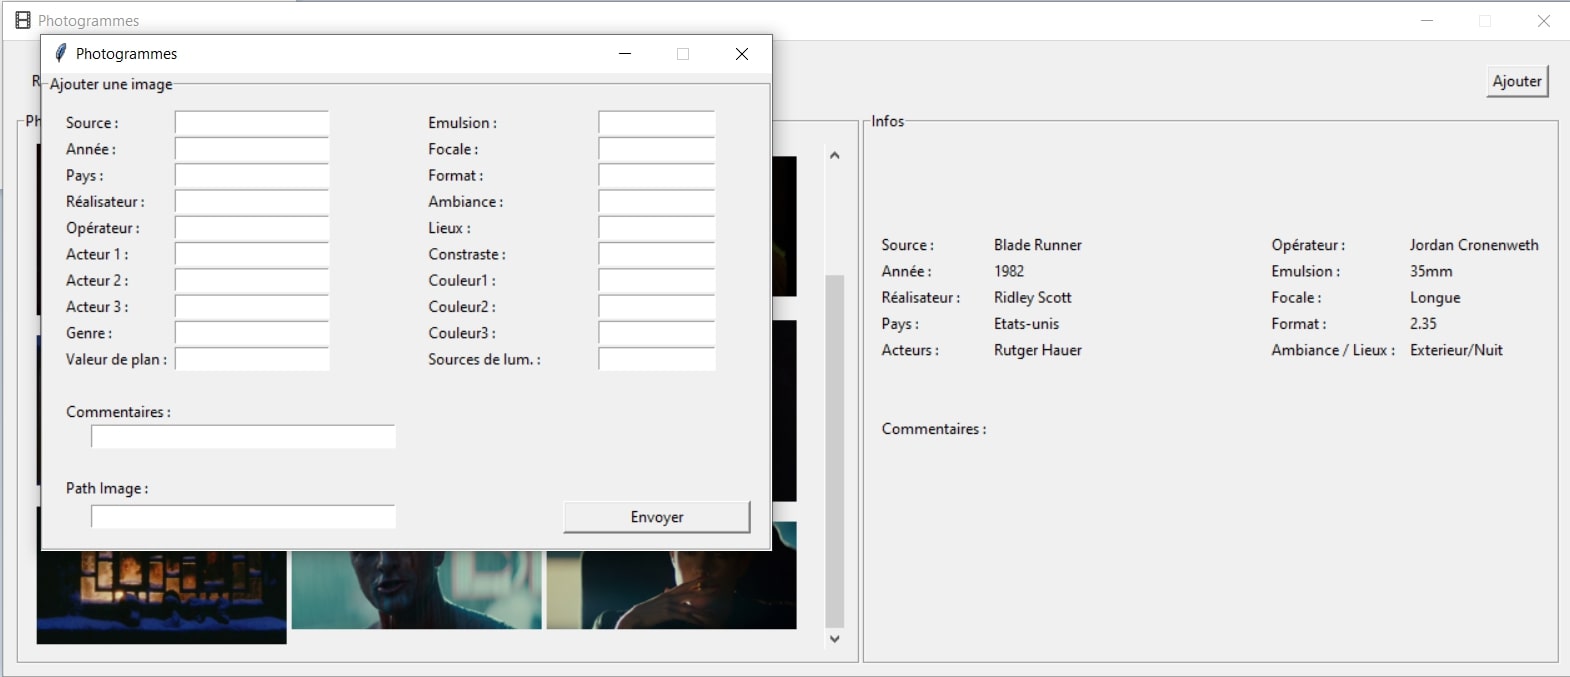 Photogrammes
Photogrammes
Ajouter une image
Source :
Année :
Pays :
Réalisateur :
Opérateur :
Acteur 1 :
Acteur 2 :
Acteur 3 :
Genre :
Valeur de plan :
Emulsion :
Focale :
Format :
Ambiance :
Lieux :
Constraste :
Couleur1 :
Couleur2 :
Couleur3 :
Sources de lum. :
Commentaires :
Path Image :
Envoyer
Ajouter
Infos
Source : Blade Runner
Année : 1982
Réalisateur : Ridley Scott
Pays : Etats-unis
Acteurs : Rutger Hauer
Opérateur : Jordan Cronenweth
Emulsion : 35mm
Focale : Longue
Format : 2.35
Ambiance / Lieux : Exterieur/Nuit
Commentaires :